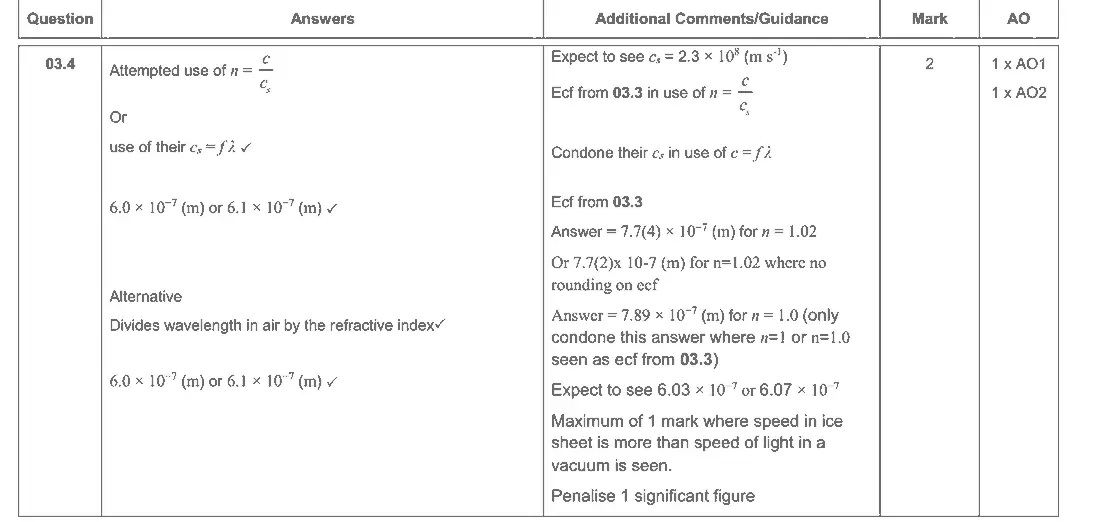 Question Answers Additional Comments/Guidance Mark AO
03.4
Attempted use of n = c / cₛ
Or
use of their cₛ = fλ ✓
6.0 × 10⁻⁷ (m) or 6.1 × 10⁻⁷ (m) ✓
Alternative
Divides wavelength in air by the refractive index✓
6.0 × 10⁻⁷ (m) or 6.1 × 10⁻⁷ (m) ✓
Expect to see cₛ = 2.3 × 10⁸ (m s⁻¹)
Ecf from 03.3 in use of n = c / cₛ
Condone their cₛ in use of c = fλ
Ecf from 03.3
Answer = 7.7(4) × 10⁻⁷ (m) for n = 1.02
Or 7.7(2)x 10-7 (m) for n=1.02 where no
rounding on ecf
Answer = 7.89 × 10⁻⁷ (m) for n = 1.0 (only
condone this answer where n=1 or n=1.0
seen as ecf from 03.3)
Expect to see 6.03 × 10⁻⁷ or 6.07 × 10⁻⁷
Maximum of 1 mark where speed in ice
sheet is more than speed of light in a
vacuum is seen.
Penalise 1 significant figure
2
1 x AO1
1 x AO2